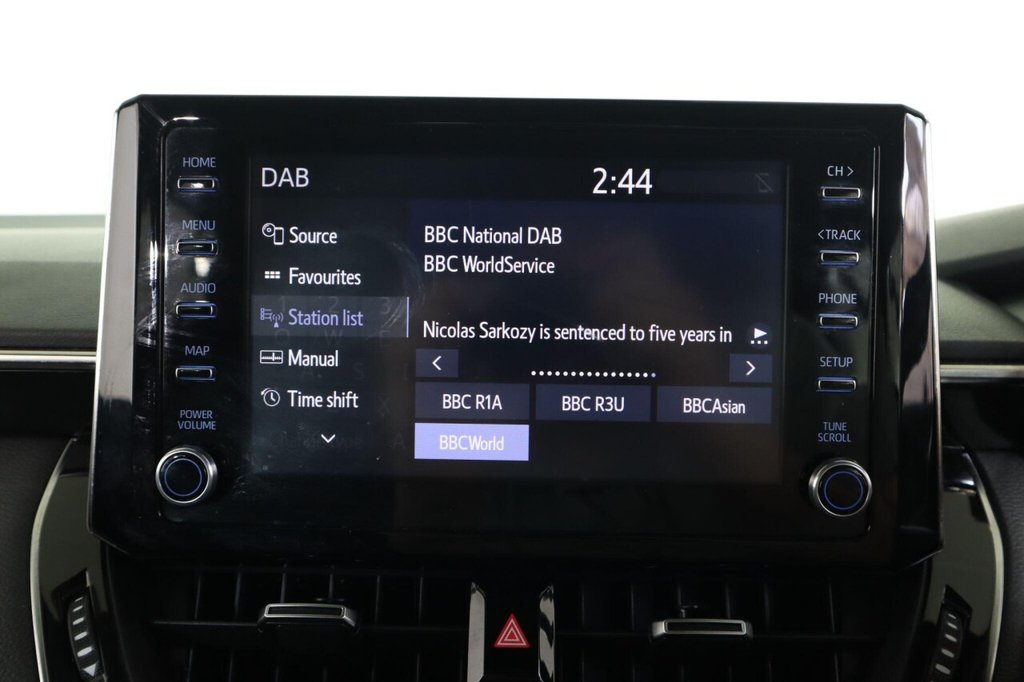 HOME
MENU
AUDIO
MAP
POWER
VOLUME
DAB
2:44
Source
Favourites
Station list
Manual
Time shift
BBC National DAB
BBC WorldService
Nicolas Sarkozy is sentenced to five years in
BBC R1A
BBC R3U
BBCAsian
BBCWorld
CH >
<TRACK
PHONE
SETUP
TUNE
SCROLL